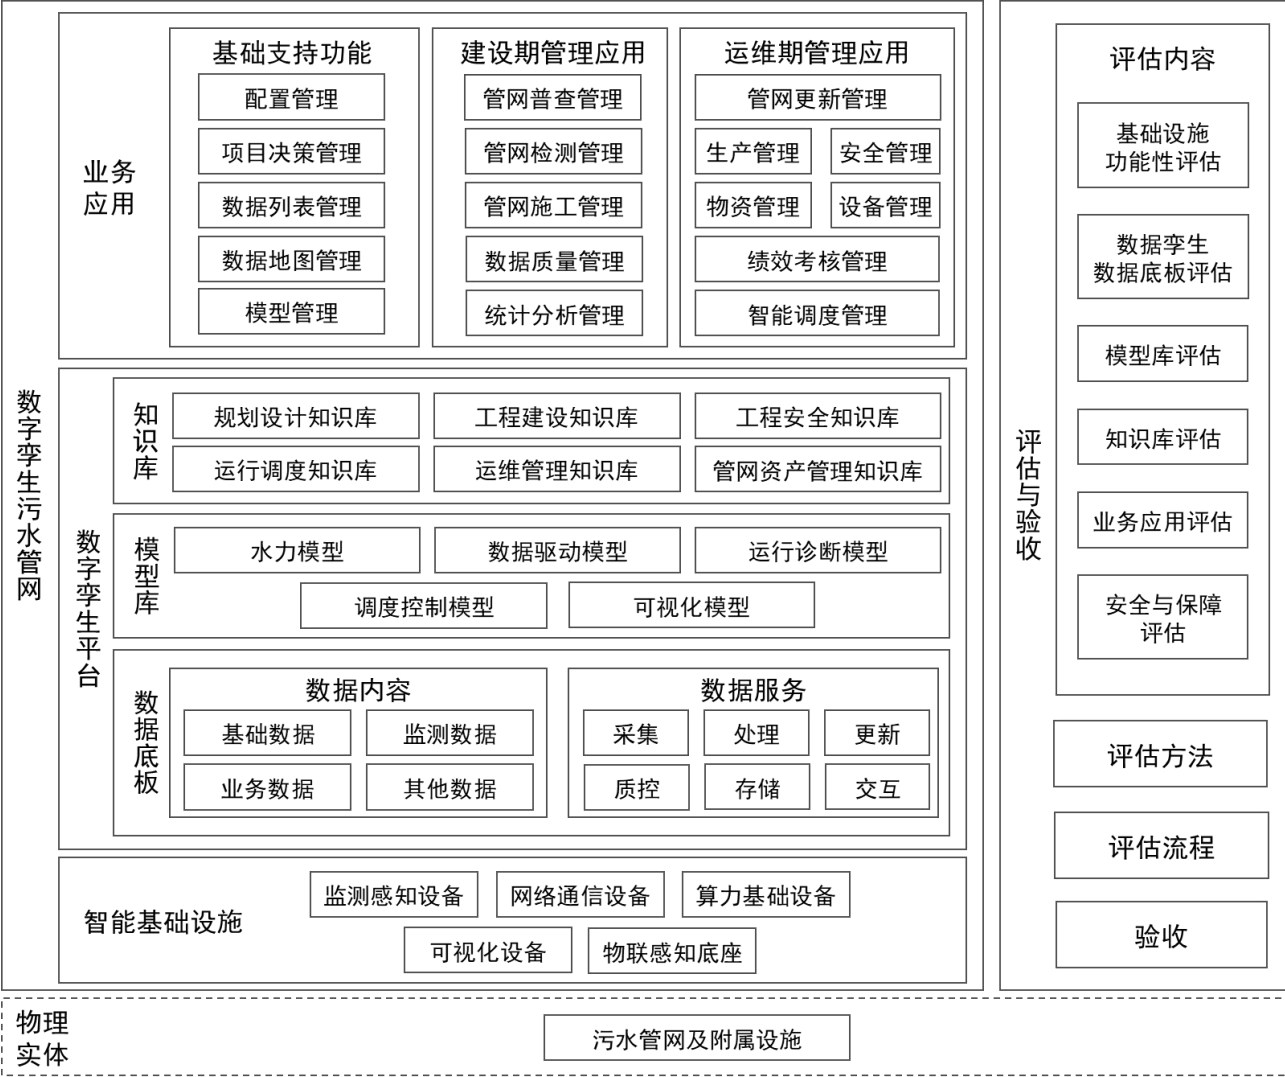 数字孪生污水管网
业务
应用
基础支持功能
配置管理
项目决策管理
数据列表管理
数据地图管理
模型管理
建设期管理应用
管网普查管理
管网检测管理
管网施工管理
数据质量管理
统计分析管理
运维期管理应用
管网更新管理
生产管理
安全管理
物资管理
设备管理
绩效考核管理
智能调度管理
数字孪生平台
知识库
规划设计知识库
工程建设知识库
工程安全知识库
运行调度知识库
运维管理知识库
管网资产管理知识库
模型库
水力模型
数据驱动模型
运行诊断模型
调度控制模型
可视化模型
数据底板
数据内容
基础数据
监测数据
业务数据
其他数据
数据服务
采集
处理
更新
质控
存储
交互
智能基础设施
监测感知设备
网络通信设备
算力基础设备
可视化设备
物联感知底座
评估与验收
评估内容
基础设施
功能性评估
数据孪生
数据底板评估
模型库评估
知识库评估
业务应用评估
安全与保障
评估
评估方法
评估流程
验收
物理
实体
污水管网及附属设施